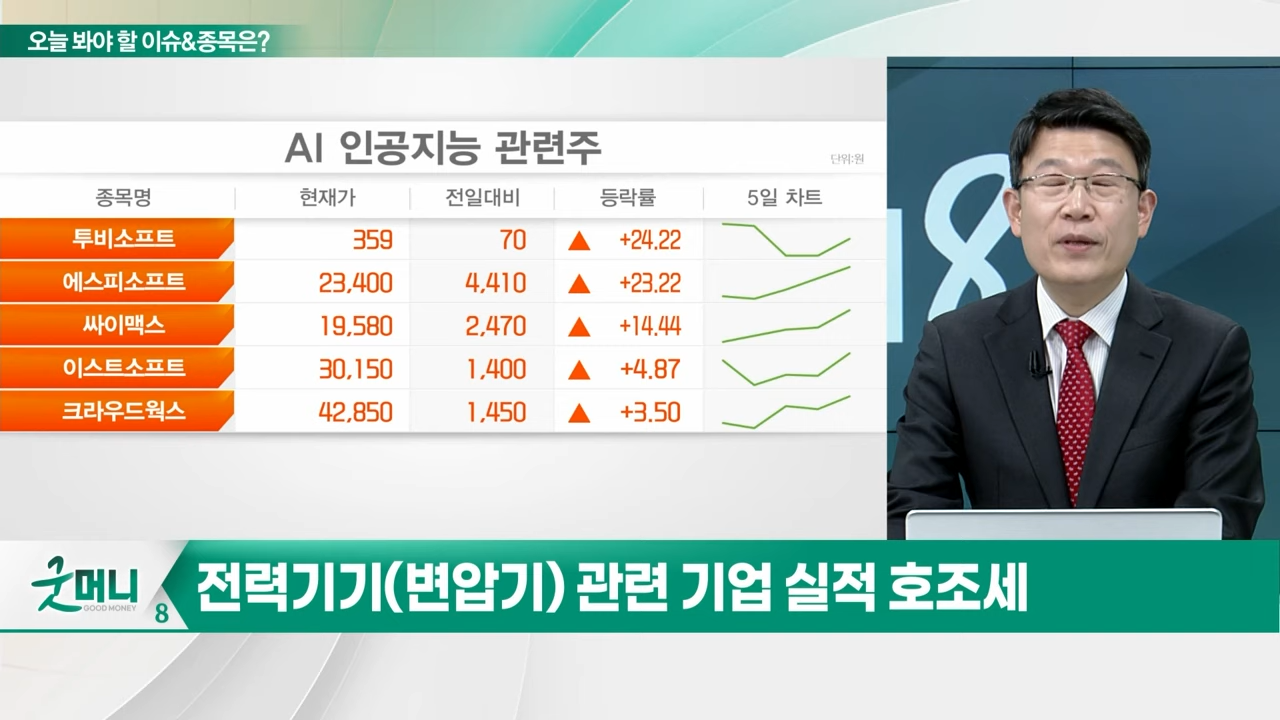 오늘 봐야 할 이슈&종목은?
AI 인공지능 관련주
단위:원
종목명 현재가 전일대비 등락률 5일 차트
투비소프트 359 70 ▲ +24.22
에스피소프트 23,400 4,410 ▲ +23.22
싸이맥스 19,580 2,470 ▲ +14.44
이스트소프트 30,150 1,400 ▲ +4.87
크라우드웍스 42,850 1,450 ▲ +3.50
8
굿머니
GOOD MONEY
8
전력기기(변압기) 관련 기업 실적 호조세